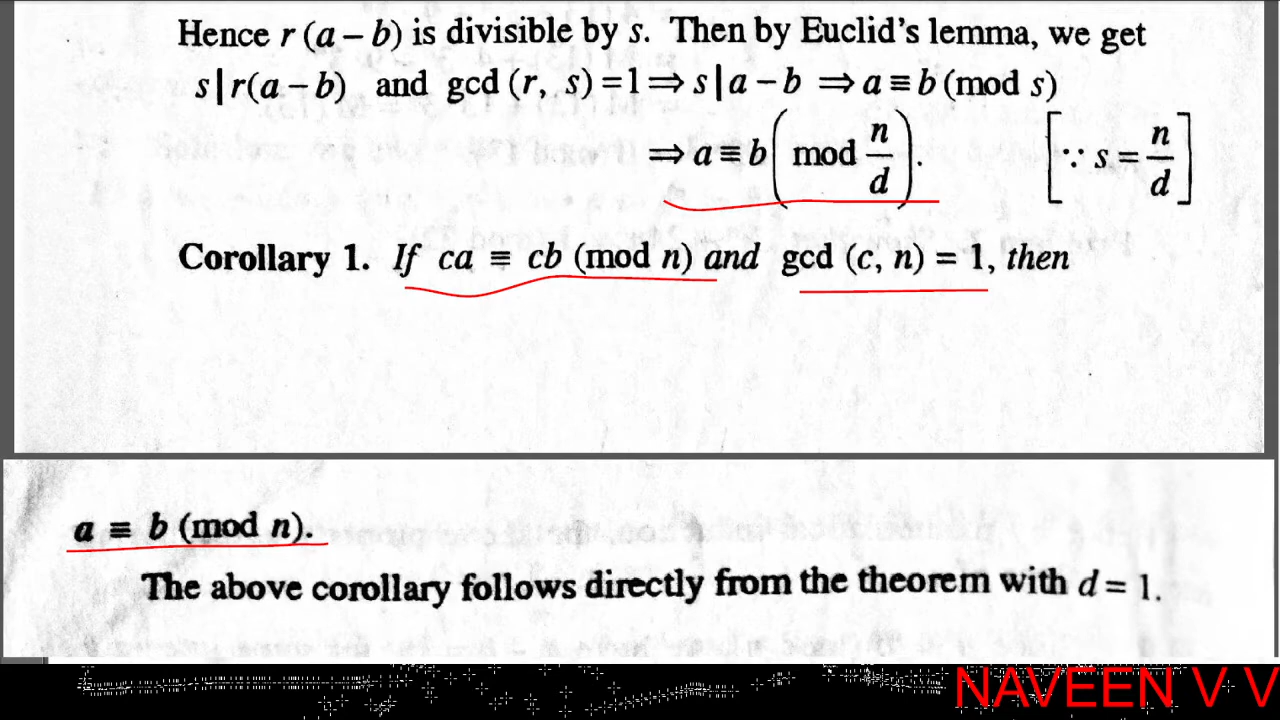 Hence r (a – b) is divisible by s. Then by Euclid's lemma, we get
s|r(a – b) and gcd (r, s) = 1 ⇒ s|a – b ⇒ a ≡ b (mod s)
⇒ a ≡ b (mod n/d). [∵ s = n/d]
Corollary 1. If ca ≡ cb (mod n) and gcd (c, n) = 1, then
a ≡ b (mod n).
The above corollary follows directly from the theorem with d = 1.
NAVEEN V V